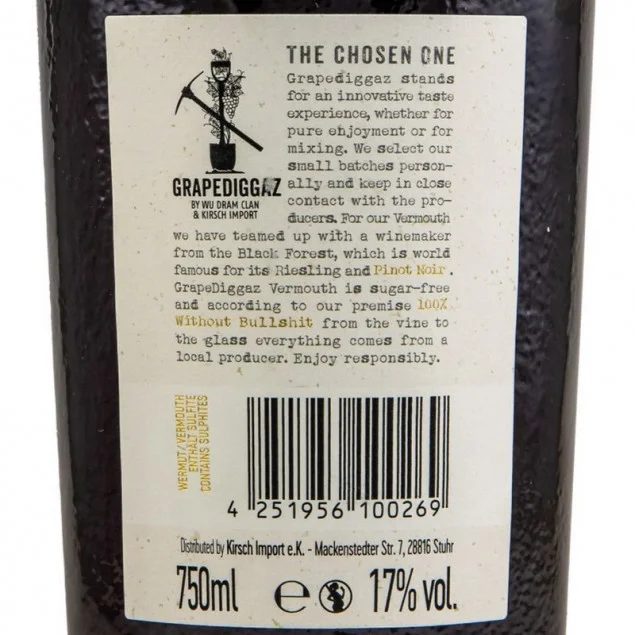 THE CHOSEN ONE
Grapediggaz stands
for an innovative taste
experience, whether for
pure enjoyment or for
mixing. We select our
small batches person-
ally and keep in close
contact with the pro-
ducers. For our Vermouth
GRAPEDIGGAZ
BY WU DRAM CLAN
& KIRSCH IMPORT
we have teamed up with a winemaker
from the Black Forest, which is world
famous for its Riesling and Pinot Noir.
GrapeDiggaz Vermouth is sugar-free
and according to our premise 100%
Without Bullshit from the vine to
the glass everything comes from a
local producer. Enjoy responsibly.
WERMUT/VERMOUTH
ENTHÄLT SULFITE
CONTAINS SULPHITES
4 251956 100269
Distributed by Kirsch Import e.K. - Mackenstedter Str. 7, 28816 Stuhr
750ml e 17% vol.